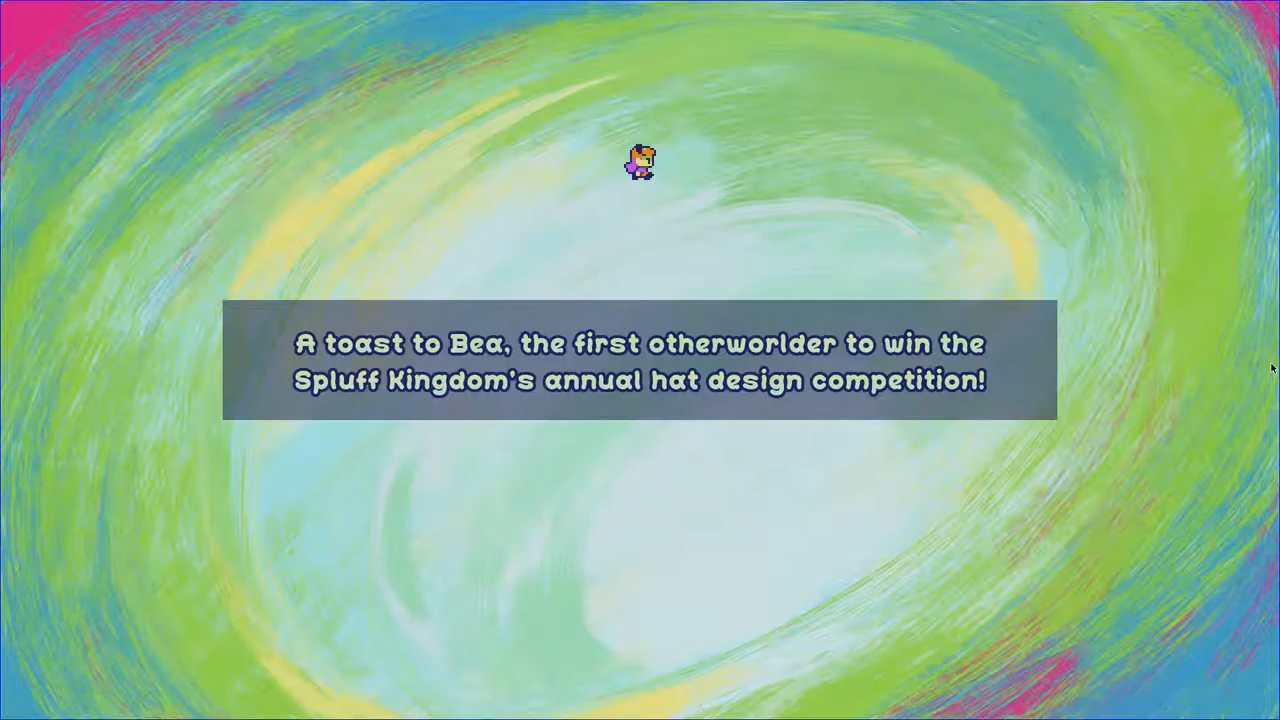 A toast to Bea, the first otherworlder to win the
Spluff Kingdom's annual hat design competition!